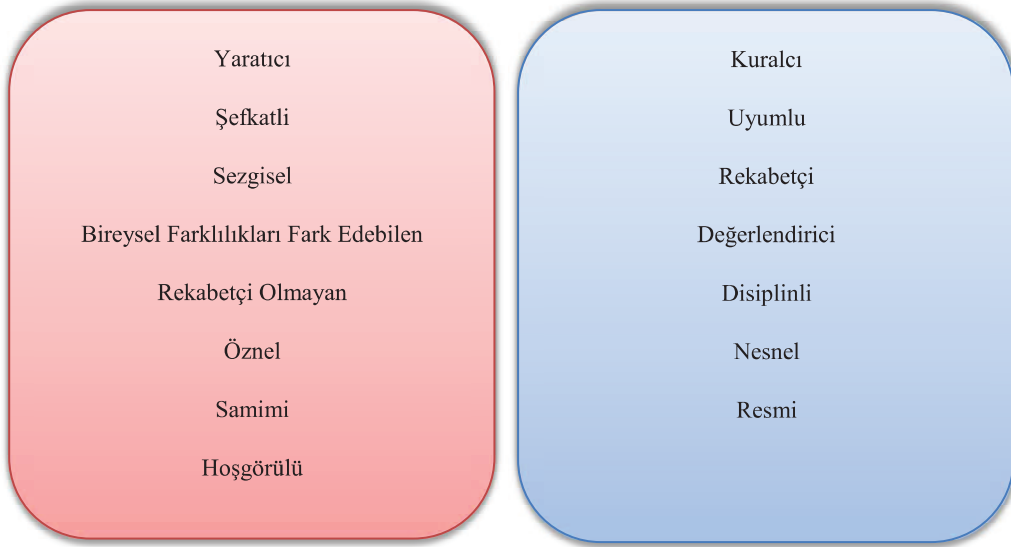 Yaratıcı
Şefkatli
Sezgisel
Bireysel Farklılıkları Fark Edebilen
Rekabetçi Olmayan
Öznel
Samimi
Hoşgörülü
Kuralcı
Uyumlu
Rekabetçi
Değerlendirici
Disiplinli
Nesnel
Resmi